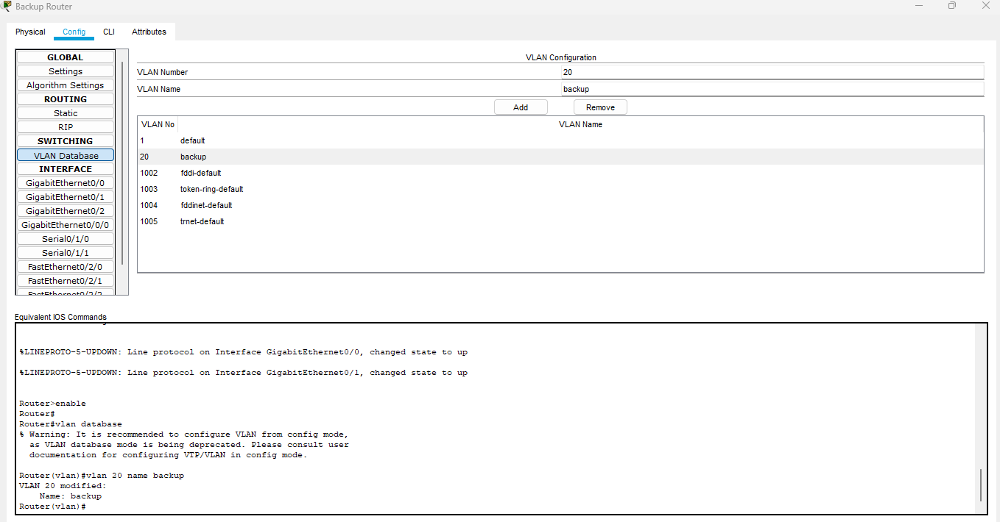 Backup Router
Physical Config CLI Attributes
GLOBAL
Settings
Algorithm Settings
ROUTING
Static
RIP
SWITCHING
VLAN Database
INTERFACE
GigabitEthernet0/0
GigabitEthernet0/1
GigabitEthernet0/2
GigabitEthernet0/0/0
Serial0/1/0
Serial0/1/1
FastEthernet0/2/0
FastEthernet0/2/1
FastEthernet0/2/2
VLAN Configuration
VLAN Number 20
VLAN Name backup
Add Remove
VLAN No VLAN Name
1 default
20 backup
1002 fddi-default
1003 token-ring-default
1004 fddinet-default
1005 trnet-default
Equivalent IOS Commands
%LINEPROTO-5-UPDOWN: Line protocol on Interface GigabitEthernet0/0, changed state to up
%LINEPROTO-5-UPDOWN: Line protocol on Interface GigabitEthernet0/1, changed state to up
Router>enable
Router#
Router#vlan database
% Warning: It is recommended to configure VLAN from config mode,
as VLAN database mode is being deprecated. Please consult user
documentation for configuring VTP/VLAN in config mode.
Router(vlan)#vlan 20 name backup
VLAN 20 modified:
Name: backup
Router(vlan)#